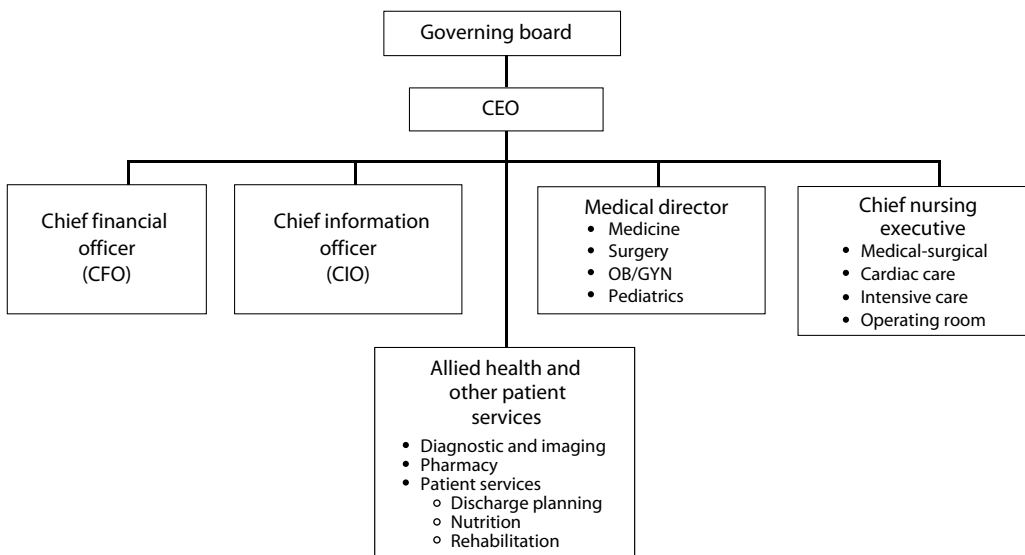 Governing board
CEO
Chief financial
officer
(CFO)
Chief information
officer
(CIO)
Medical director
• Medicine
• Surgery
• OB/GYN
• Pediatrics
Chief nursing
executive
• Medical-surgical
• Cardiac care
• Intensive care
• Operating room
Allied health and
other patient
services
• Diagnostic and imaging
• Pharmacy
• Patient services
○ Discharge planning
○ Nutrition
○ Rehabilitation